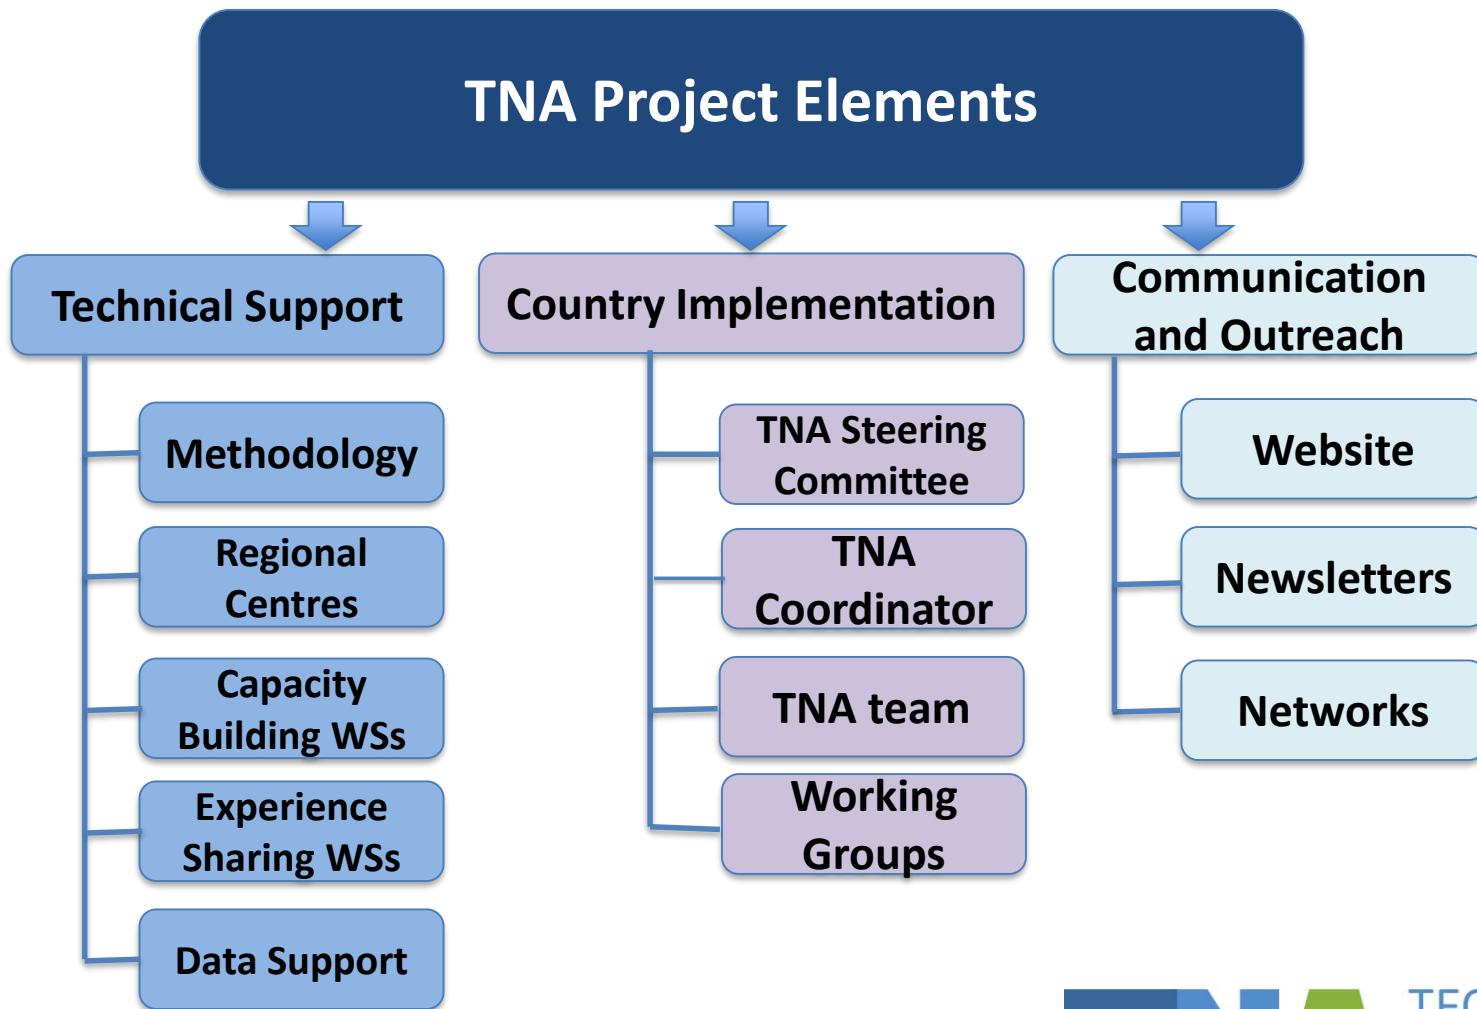 TNA Project Elements
Technical Support
Methodology
Regional
Centres
Capacity
Building WSs
Experience
Sharing WSs
Data Support
Country Implementation
TNA Steering
Committee
TNA
Coordinator
TNA team
Working
Groups
Communication
and Outreach
Website
Newsletters
Networks